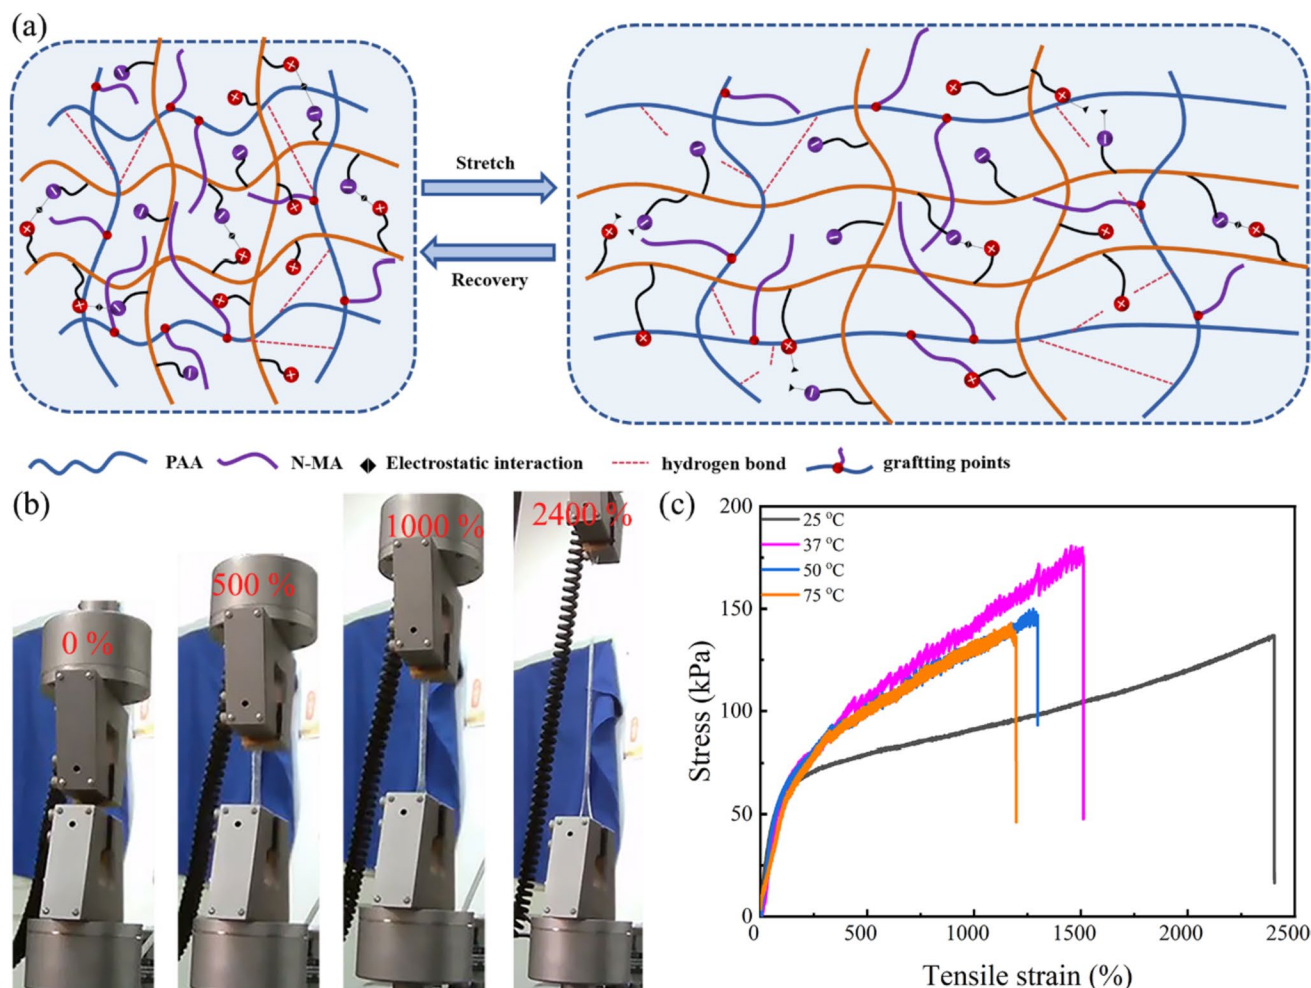 (a)
Stretch
Recovery
PAA N-MA Electrostatic interaction hydrogen bond graftting points
(b)
0 %
500 %
1000 %
2400 %
(c)
200
150
100
50
0
Stress (kPa)
25 °C
37 °C
50 °C
75 °C
0 500 1000 1500 2000 2500
Tensile strain (%)